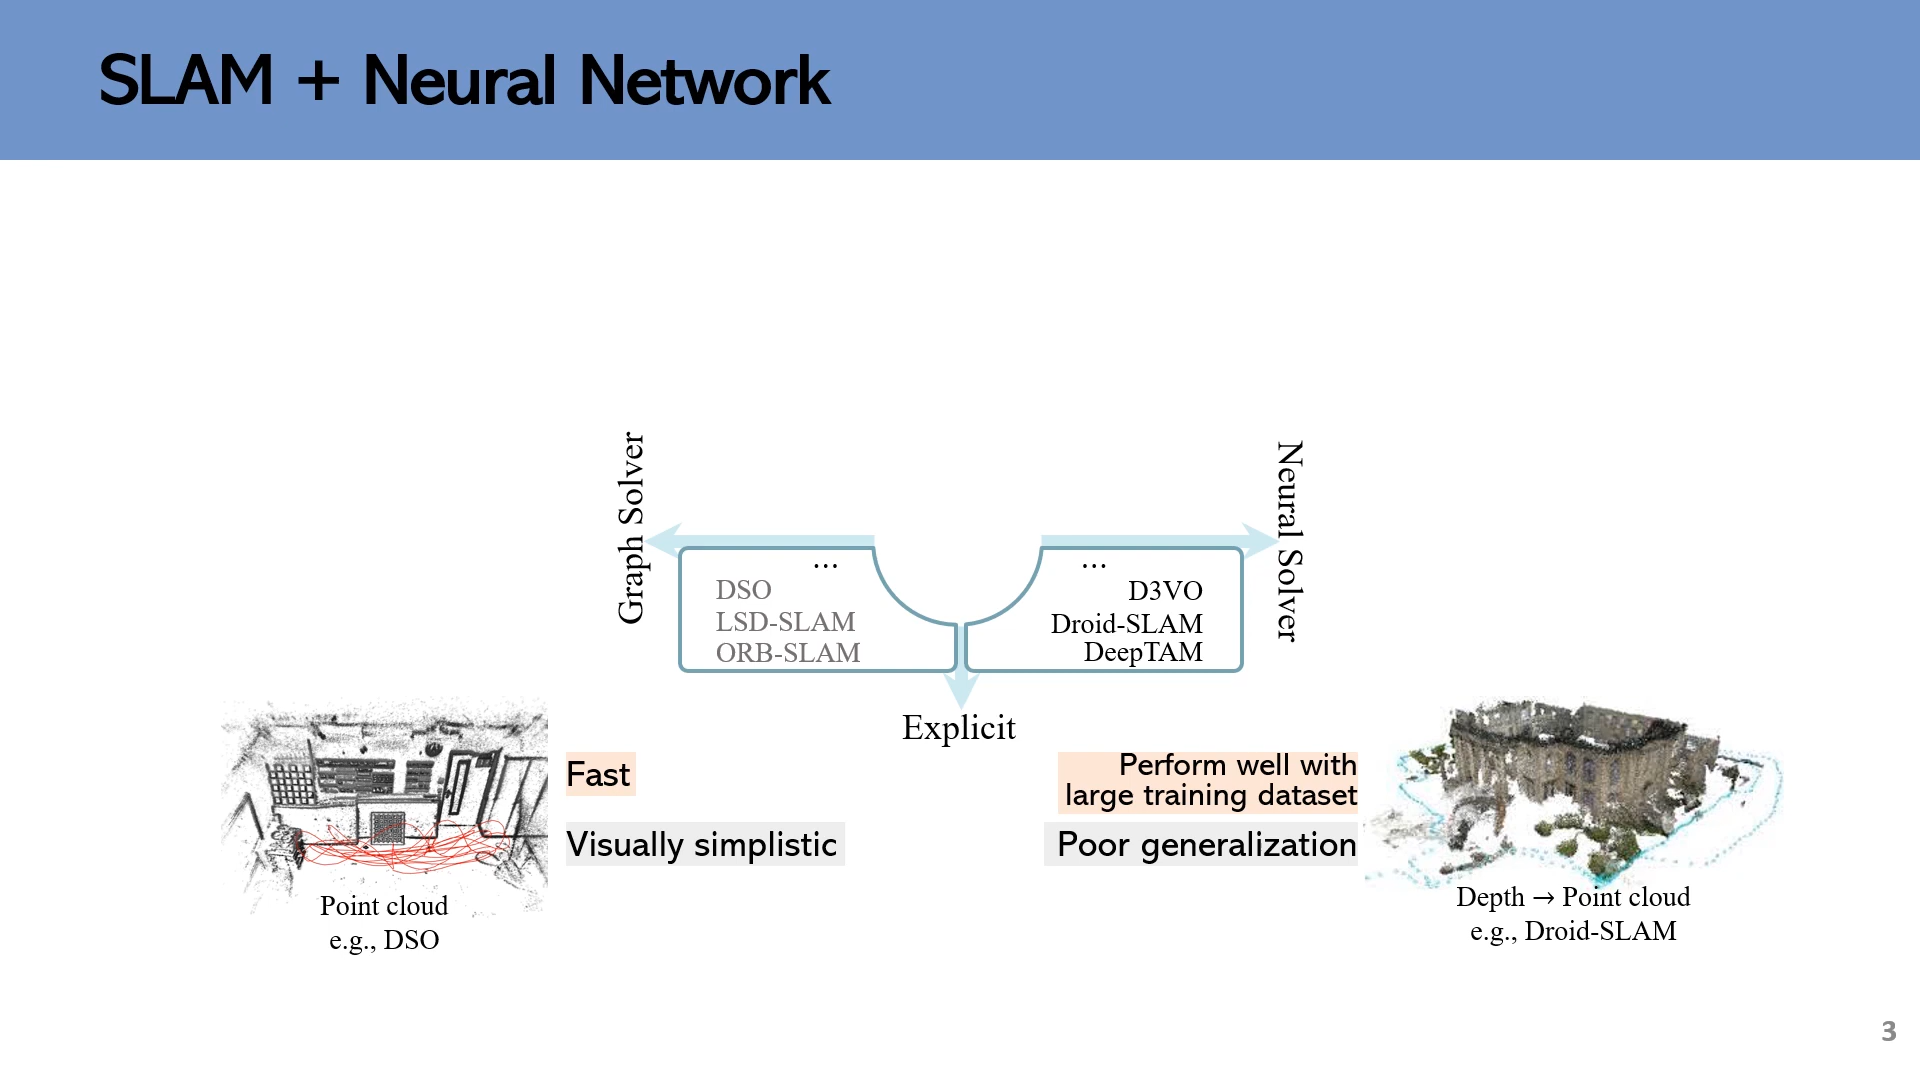 SLAM + Neural Network
Graph Solver
Neural Solver
...
DSO
LSD-SLAM
ORB-SLAM
...
D3VO
Droid-SLAM
DeepTAM
Explicit
Fast
Visually simplistic
Perform well with
large training dataset
Poor generalization
Point cloud
e.g., DSO
Depth → Point cloud
e.g., Droid-SLAM
3